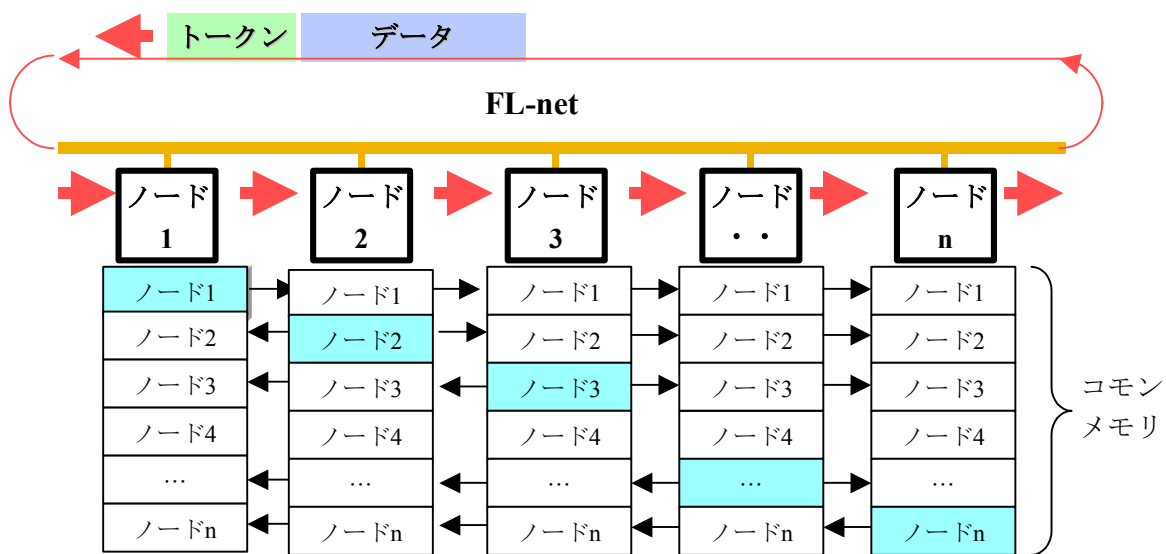 トークン データ
FL-net
ノード ノード ノード ノード ノード
1 2 3 ・・ n
ノード1 ノード1 ノード1 ノード1 ノード1
ノード2 ノード2 ノード2 ノード2 ノード2
ノード3 ノード3 ノード3 ノード3 ノード3
ノード4 ノード4 ノード4 ノード4 ノード4
… … … … …
ノードn ノードn ノードn ノードn ノードn
コモン
メモリ